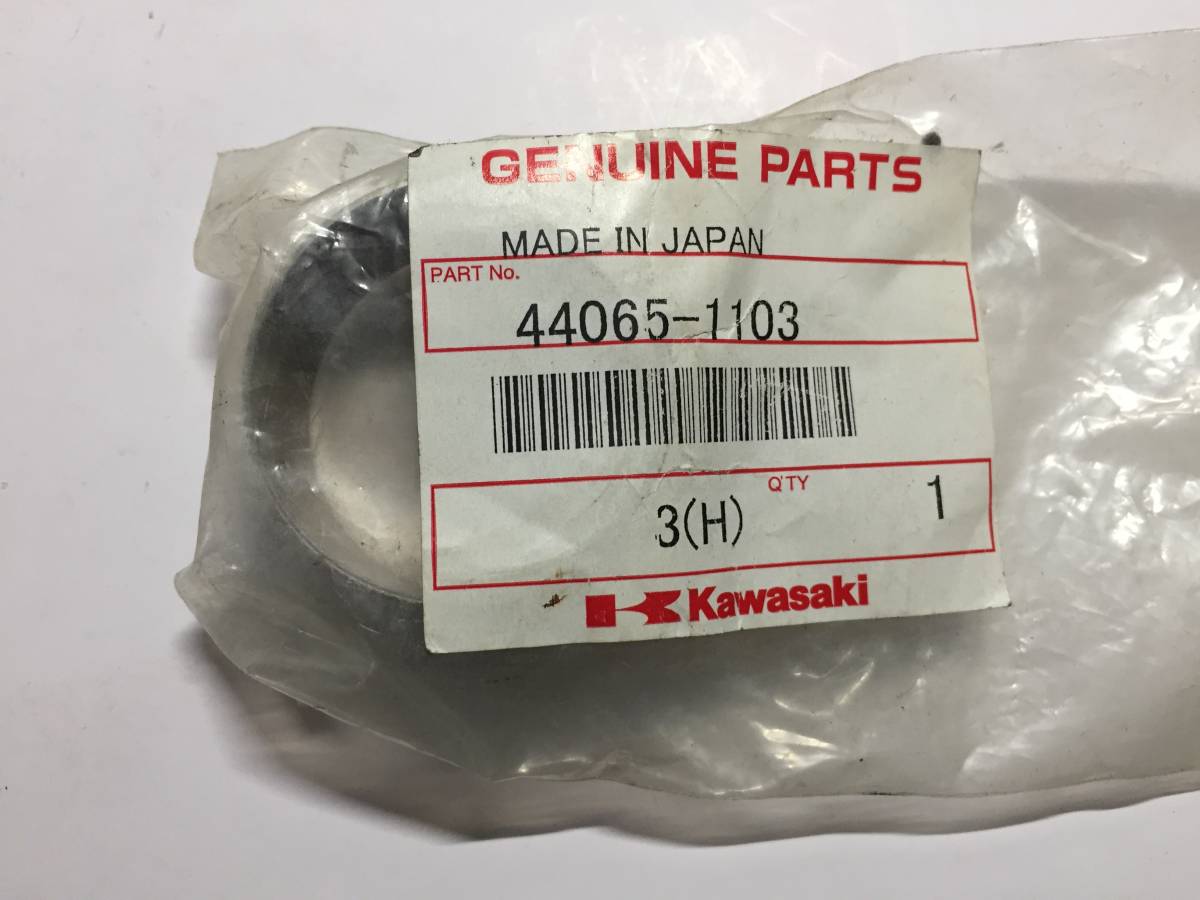 GENUINE PARTS
MADE IN JAPAN
PART No.
44065-1103
Q'TY
3(H) 1
Kawasaki